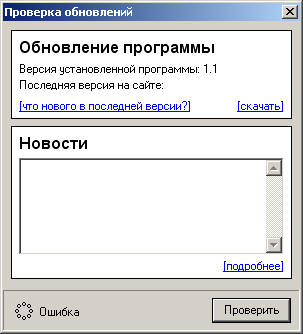 Проверка обновлений
Обновление программы
Версия установленной программы: 1.1
Последняя версия на сайте:
[что нового в последней версии?] [скачать]
Новости
[подробнее]
Ошибка
Проверить